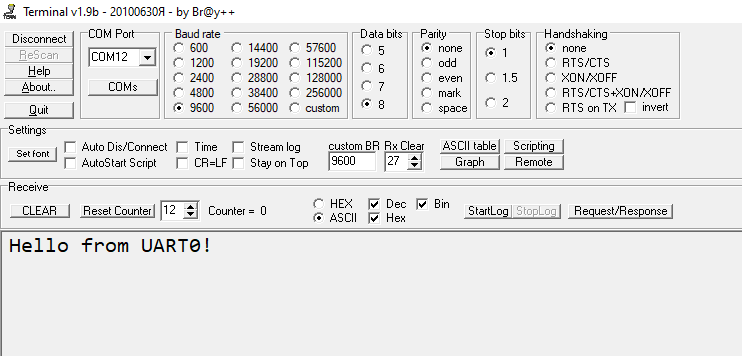 Terminal v1.9b - 20100630Я - by Br@y++
Disconnect
ReScan
Help
About..
Quit
COM Port
COM12
COMs
Baud rate
600 14400 57600
1200 19200 115200
2400 28800 128000
4800 38400 256000
9600 56000 custom
Data bits
5
6
7
8
Parity
none
odd
even
mark
space
Stop bits
1
1.5
2
Handshaking
none
RTS/CTS
XON/XOFF
RTS/CTS+XON/XOFF
RTS on TX invert
Settings
Set font
Auto Dis/Connect Time Stream log
AutoStart Script CR=LF Stay on Top
custom BR Rx Clear
9600 27
ASCII table Scripting
Graph Remote
Receive
CLEAR Reset Counter 12 Counter = 0
HEX Dec Bin
ASCII Hex
StartLog StopLog Request/Response
Hello from UART0!